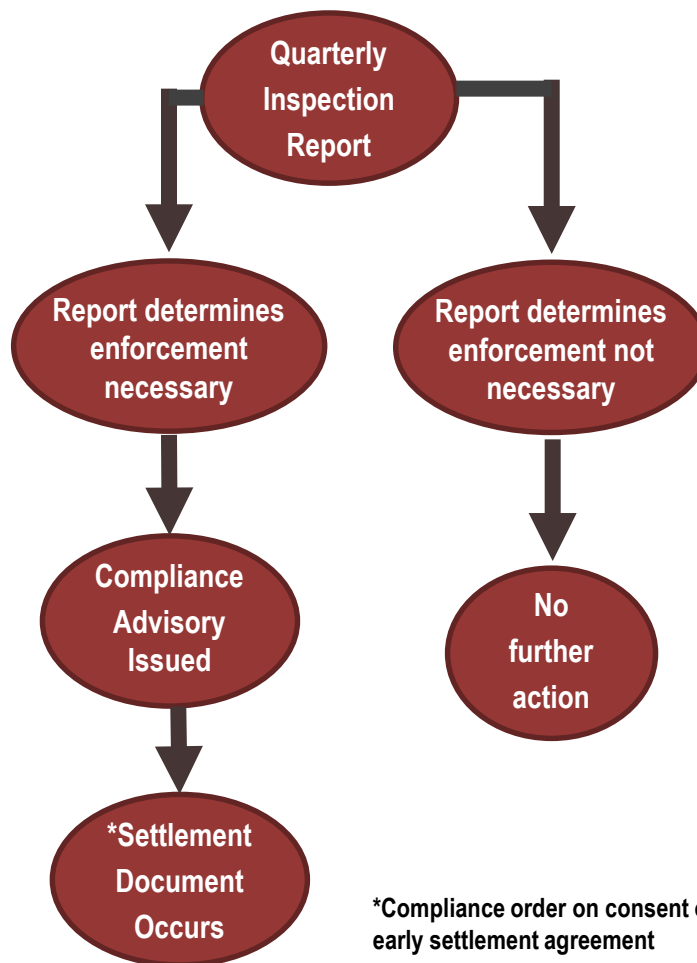 Quarterly
Inspection
Report
Report determines
enforcement
necessary
Report determines
enforcement not
necessary
Compliance
Advisory
Issued
No
further
action
*Settlement
Document
Occurs
*Compliance order on consent
early settlement agreement